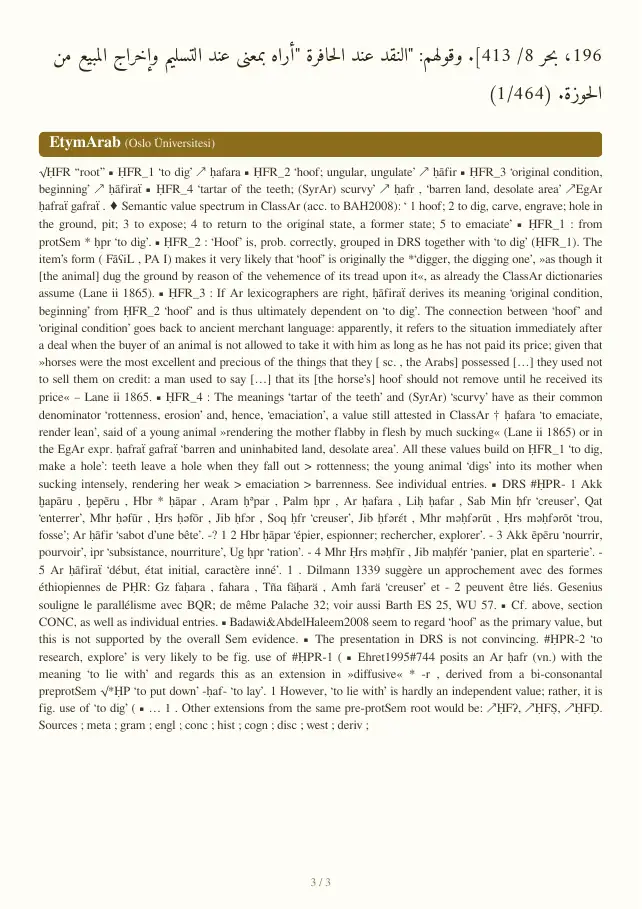 196، بحر 8/ 413]. وقولهم: "النقد عند الحافرة "أراه بمعنى عند التسليم وإخراج المبيع من
الحوزة. (1/464)
EtymArab (Oslo Üniversitesi)
√ḤFR “root” ▪ ḤFR_1 ‘to dig’ ↗ ḥafara ▪ ḤFR_2 ‘hoof; ungular, ungulate’ ↗ ḥāfir ▪ ḤFR_3 ‘original condition,
beginning’ ↗ ḥāfiraẗ ▪ ḤFR_4 ‘tartar of the teeth; (SyrAr) scurvy’ ↗ ḥafr , ‘barren land, desolate area’ ↗EgAr
ḥafraẗ gafraẗ . ♦ Semantic value spectrum in ClassAr (acc. to BAH2008): ‘ 1 hoof; 2 to dig, carve, engrave; hole in
the ground, pit; 3 to expose; 4 to return to the original state, a former state; 5 to emaciate’ ▪ ḤFR_1 : from
protSem * ḥpr ‘to dig’. ▪ ḤFR_2 : ‘Hoof’ is, prob. correctly, grouped in DRS together with ‘to dig’ (ḤFR_1). The
item’s form ( FāʕiL , PA I) makes it very likely that ‘hoof’ is originally the *‘digger, the digging one’, »as though it
[the animal] dug the ground by reason of the vehemence of its tread upon it«, as already the ClassAr dictionaries
assume (Lane ii 1865). ▪ ḤFR_3 : If Ar lexicographers are right, ḥāfiraẗ derives its meaning ‘original condition,
beginning’ from ḤFR_2 ‘hoof’ and is thus ultimately dependent on ‘to dig’. The connection between ‘hoof’ and
‘original condition’ goes back to ancient merchant language: apparently, it refers to the situation immediately after
a deal when the buyer of an animal is not allowed to take it with him as long as he has not paid its price; given that
»horses were the most excellent and precious of the things that they [ sc. , the Arabs] possessed […] they used not
to sell them on credit: a man used to say […] that its [the horse’s] hoof should not remove until he received its
price« – Lane ii 1865. ▪ ḤFR_4 : The meanings ‘tartar of the teeth’ and (SyrAr) ‘scurvy’ have as their common
denominator ‘rottenness, erosion’ and, hence, ‘emaciation’, a value still attested in ClassAr † ḥafara ‘to emaciate,
render lean’, said of a young animal »rendering the mother flabby in flesh by much sucking« (Lane ii 1865) or in
the EgAr expr. ḥafraẗ gafraẗ ‘barren and uninhabited land, desolate area’. All these values build on ḤFR_1 ‘to dig,
make a hole’: teeth leave a hole when they fall out > rottenness; the young animal ‘digs’ into its mother when
sucking intensely, rendering her weak > emaciation > barrenness. See individual entries. ▪ DRS #ḤPR- 1 Akk
ḫapāru , ḫepēru , Hbr * ḥāpar , Aram ḥᵊpar , Palm ḥpr , Ar ḥafara , Liḥ ḥafar , Sab Min ḥfr ‘creuser’, Qat
‘enterrer’, Mhr ḥəfūr , Ḥrs ḥəfōr , Jib ḥfɔr , Soq ḥfr ‘creuser’, Jib ḥfərɛ́t , Mhr məḥfərūt , Ḥrs məḥfərōt ‘trou,
fosse’; Ar ḥāfir ‘sabot d’une bête’. -? 1 2 Hbr ḥāpar ‘épier, espionner; rechercher, explorer’. - 3 Akk ēpēru ‘nourrir,
pourvoir’, ipr ‘subsistance, nourriture’, Ug ḥpr ‘ration’. - 4 Mhr Ḥrs məḥfīr , Jib maḥfér ‘panier, plat en sparterie’. -
5 Ar ḥāfiraẗ ‘début, état initial, caractère inné’. 1 . Dilmann 1339 suggère un approchement avec des formes
éthiopiennes de PḤR: Gz faḥara , fahara , Tña fäḥarä , Amh farä ‘creuser’ et - 2 peuvent être liés. Gesenius
souligne le parallélisme avec BQR; de même Palache 32; voir aussi Barth ES 25, WU 57. ▪ Cf. above, section
CONC, as well as individual entries. ▪ Badawi&AbdelHaleem2008 seem to regard ‘hoof’ as the primary value, but
this is not supported by the overall Sem evidence. ▪ The presentation in DRS is not convincing. #ḤPR-2 ‘to
research, explore’ is very likely to be fig. use of #ḤPR-1 ( ▪ Ehret1995#744 posits an Ar ḥafr (vn.) with the
meaning ‘to lie with’ and regards this as an extension in »diffusive« * -r , derived from a bi-consonantal
preprotSem √*ḤP ‘to put down’ -ḥaf- ‘to lay’. 1 However, ‘to lie with’ is hardly an independent value; rather, it is
fig. use of ‘to dig’ ( ▪ … 1 . Other extensions from the same pre-protSem root would be: ↗ḤFʔ, ↗ḤFṢ, ↗ḤFḌ.
Sources ; meta ; gram ; engl ; conc ; hist ; cogn ; disc ; west ; deriv ;
3 / 3